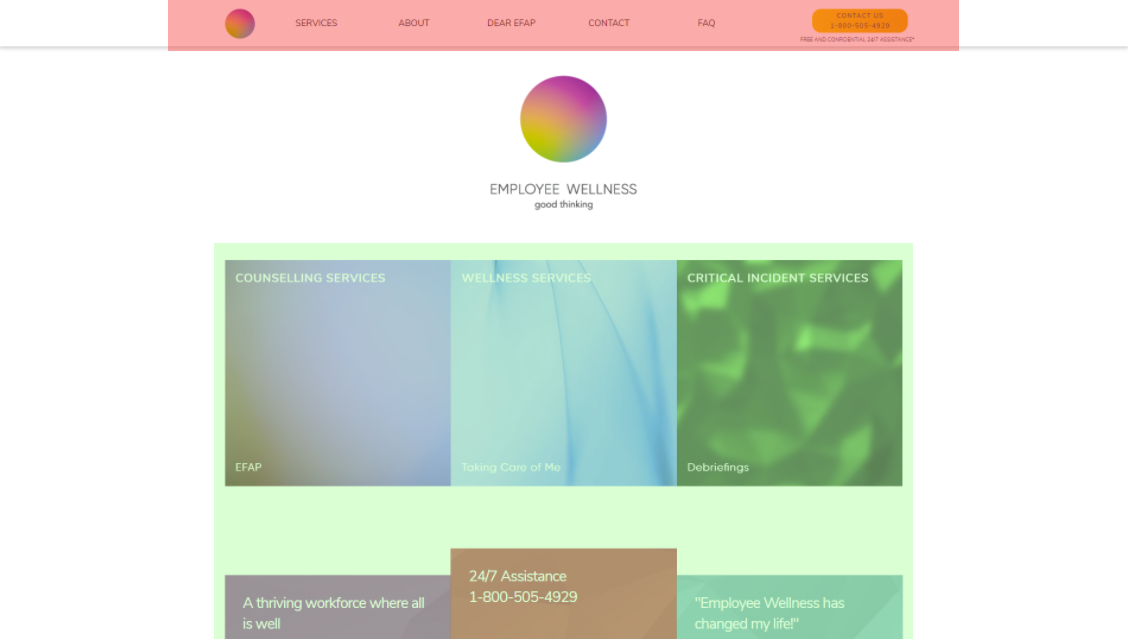 SERVICES ABOUT DEAR EFAP CONTACT FAQ
CONTACT US
1-800-505-4929
FREE AND CONFIDENTIAL 24/7 ASSISTANCE*
EMPLOYEE WELLNESS
good thinking
COUNSELLING SERVICES WELLNESS SERVICES CRITICAL INCIDENT SERVICES
EFAP Taking Care of Me Debriefings
24/7 Assistance
1-800-505-4929
A thriving workforce where all
is well
"Employee Wellness has
changed my life!"